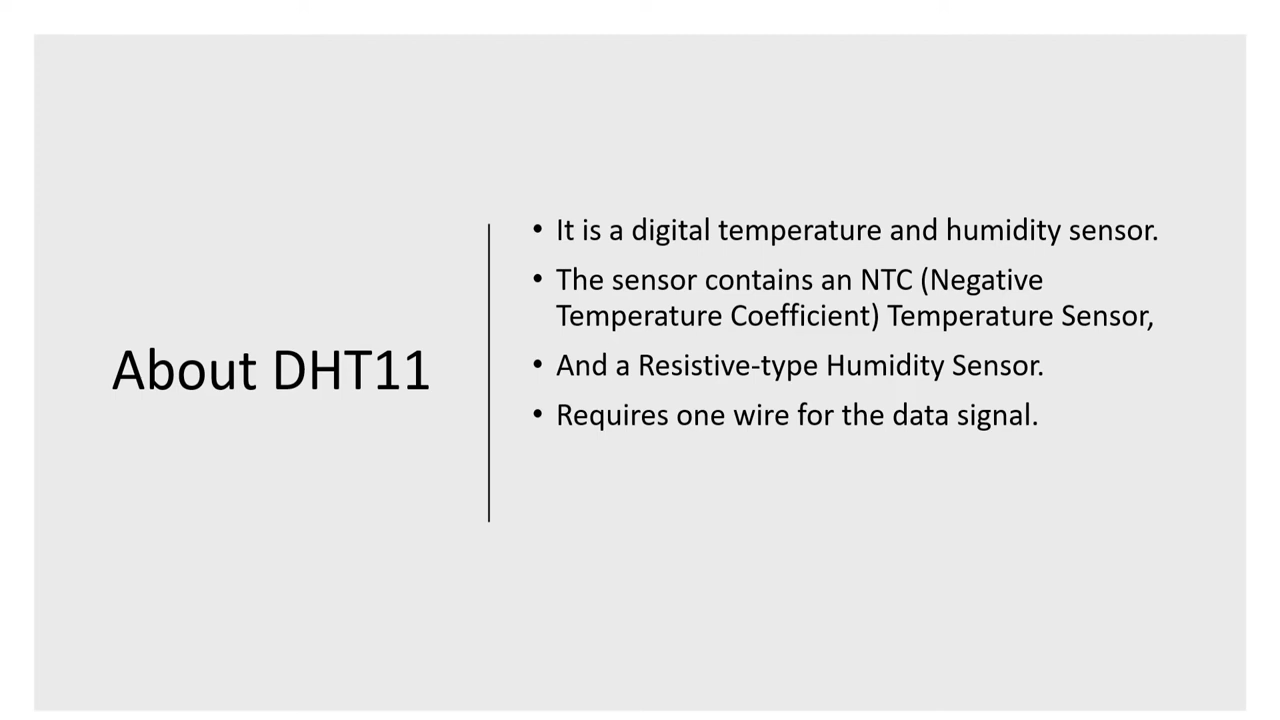 About DHT11
• It is a digital temperature and humidity sensor.
• The sensor contains an NTC (Negative
Temperature Coefficient) Temperature Sensor,
• And a Resistive-type Humidity Sensor.
• Requires one wire for the data signal.